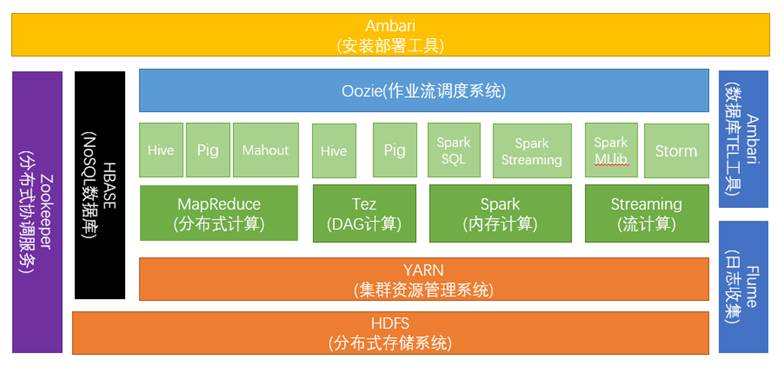 Ambari
(安装部署工具)
Zookeeper
(分布式协调服务)
HBASE
(NoSQL数据库)
Oozie(作业流调度系统)
Hive
Pig
Mahout
Hive
Pig
Spark
SQL
Spark
Streaming
Spark
MLlib
Storm
MapReduce
(分布式计算)
Tez
(DAG计算)
Spark
(内存计算)
Streaming
(流计算)
YARN
(集群资源管理系统)
HDFS
(分布式存储系统)
Ambari
(数据库TEL工具)
Flume
(日志收集)